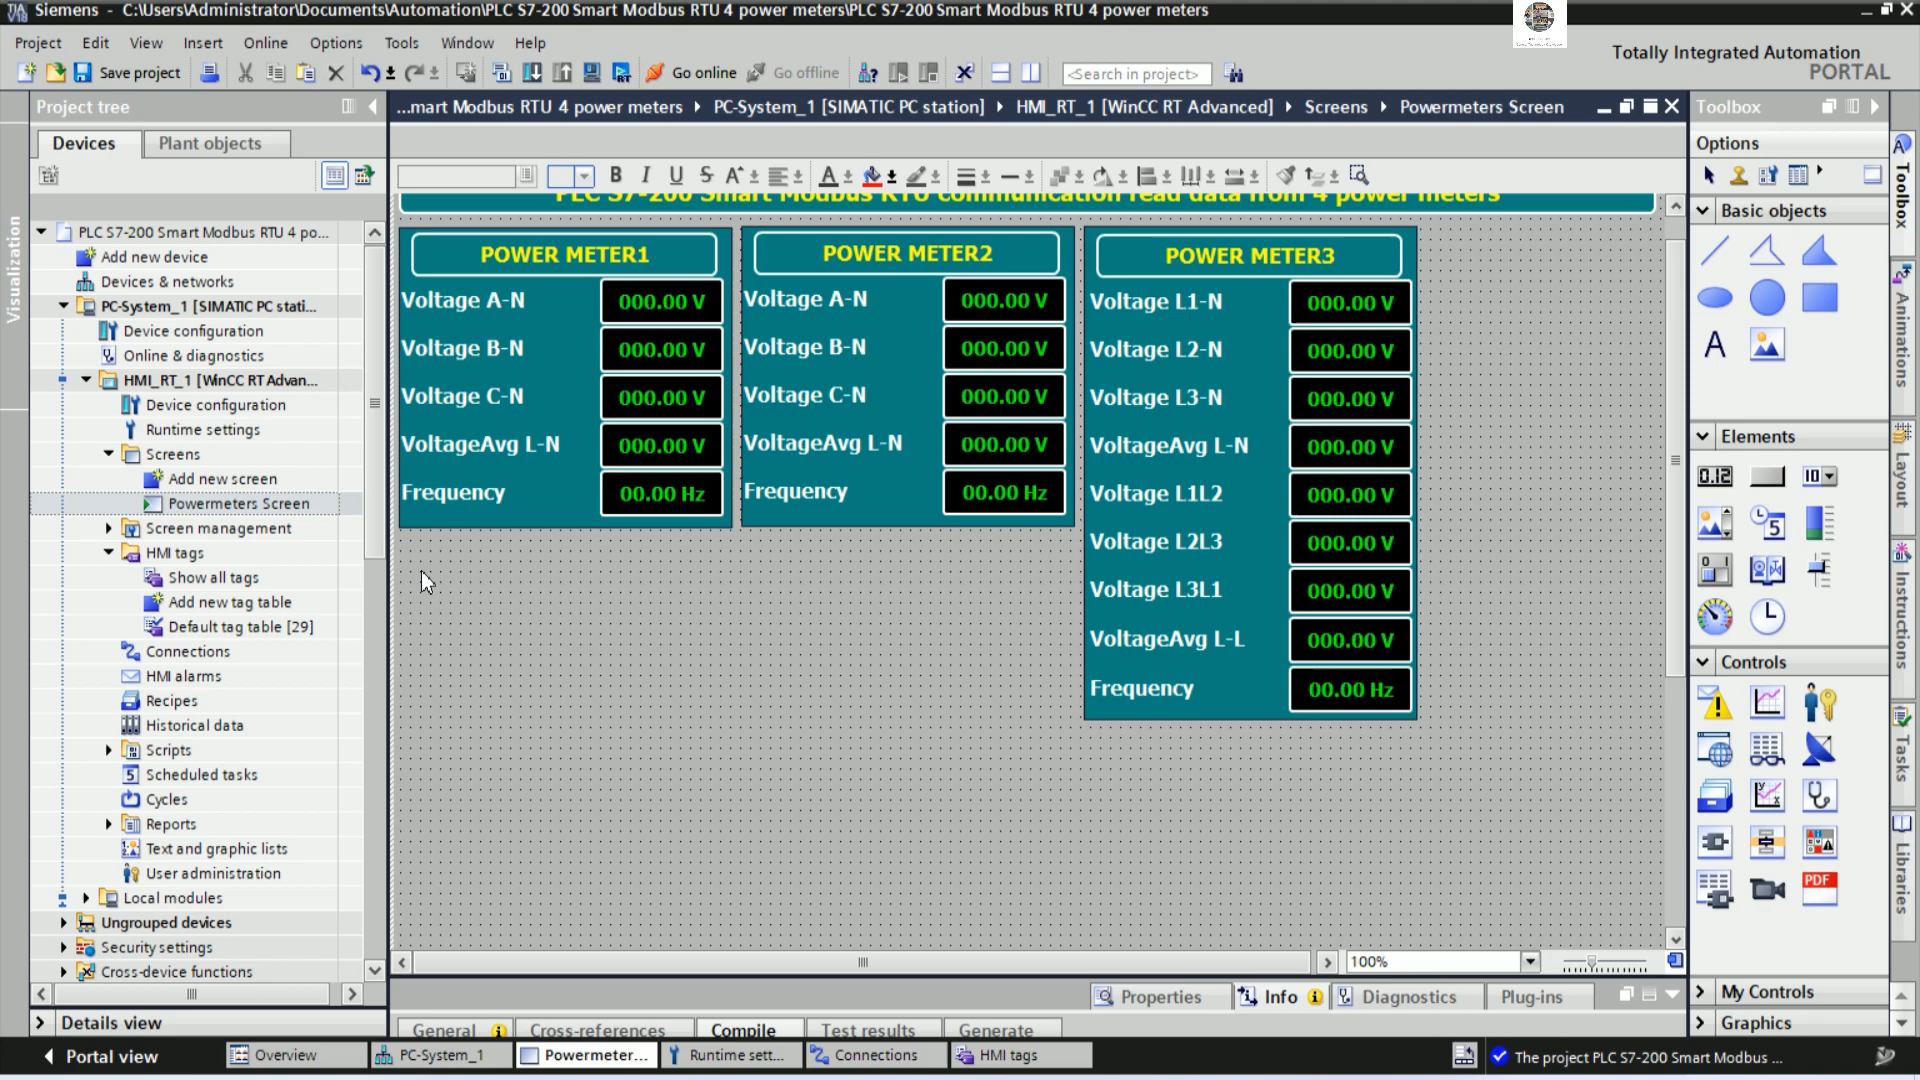 Siemens - C:\Users\Administrator\Documents\Automation\PLC S7-200 Smart Modbus RTU 4 power meters\PLC S7-200 Smart Modbus RTU 4 power meters
Project Edit View Insert Online Options Tools Window Help
Totally Integrated Automation
PORTAL
Save project
Go online
Go offline
<Search in project>
Project tree
...mart Modbus RTU 4 power meters
PC-System_1 [SIMATIC PC station]
HMI_RT_1 [WinCC RT Advanced]
Screens
Powermeters Screen
Toolbox
Devices
Plant objects
Options
Visualization
PLC S7-200 Smart Modbus RTU 4 po...
Add new device
Devices & networks
PC-System_1 [SIMATIC PC stati...
Device configuration
Online & diagnostics
HMI_RT_1 [WinCC RT Advan...
Device configuration
Runtime settings
Screens
Add new screen
Powermeters Screen
Screen management
HMI tags
Show all tags
Add new tag table
Default tag table [29]
Connections
HMI alarms
Recipes
Historical data
Scripts
Scheduled tasks
Cycles
Reports
Text and graphic lists
User administration
Local modules
Ungrouped devices
Security settings
Cross-device functions
Details view
PLC S7-200 Smart Modbus RTU communication read data from 4 power meters
POWER METER1
Voltage A-N 000.00 V
Voltage B-N 000.00 V
Voltage C-N 000.00 V
VoltageAvg L-N 000.00 V
Frequency 00.00 Hz
POWER METER2
Voltage A-N 000.00 V
Voltage B-N 000.00 V
Voltage C-N 000.00 V
VoltageAvg L-N 000.00 V
Frequency 00.00 Hz
POWER METER3
Voltage L1-N 000.00 V
Voltage L2-N 000.00 V
Voltage L3-N 000.00 V
VoltageAvg L-N 000.00 V
Voltage L1L2 000.00 V
Voltage L2L3 000.00 V
Voltage L3L1 000.00 V
VoltageAvg L-L 000.00 V
Frequency 00.00 Hz
100%
Properties
Info
Diagnostics
Plug-ins
General
Cross-references
Compile
Test results
Generate
Basic objects
Elements
Controls
PDF
My Controls
Graphics
Toolbox
Animations
Layout
Instructions
Tasks
Libraries
Portal view
Overview
PC-System_1
Powermeter...
Runtime sett...
Connections
HMI tags
The project PLC S7-200 Smart Modbus ...